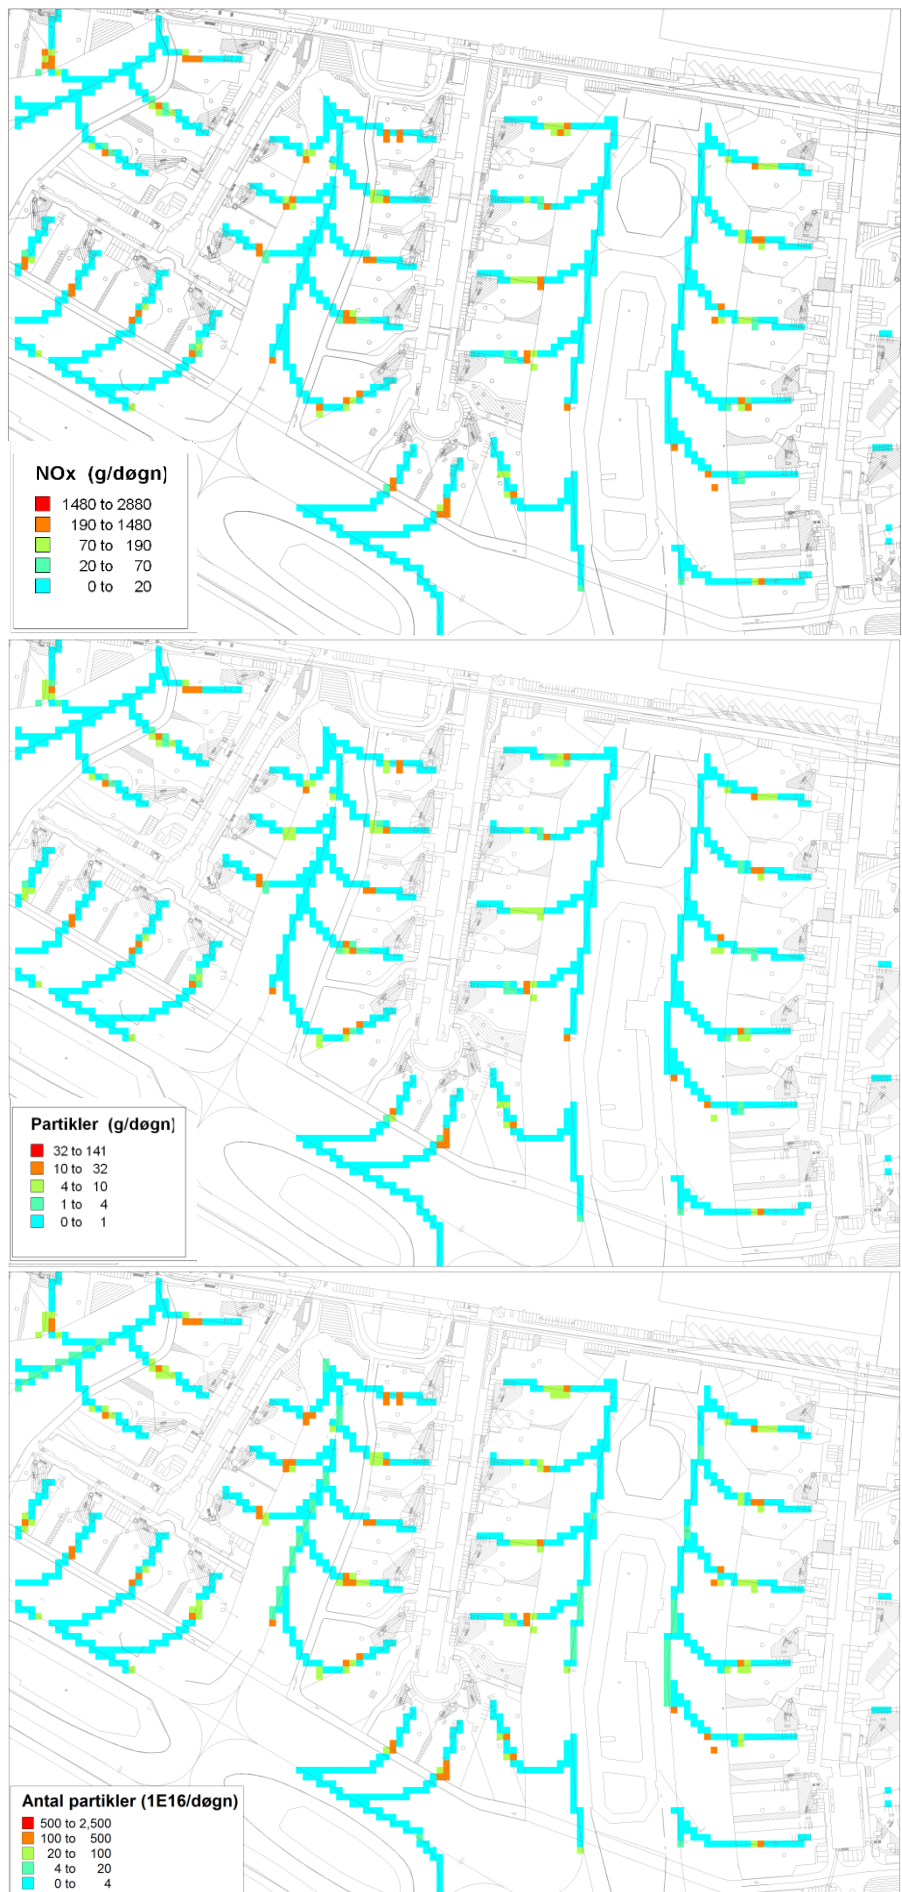 NOx (g/døgn)
1480 to 2880
190 to 1480
70 to 190
20 to 70
0 to 20
Partikler (g/døgn)
32 to 141
10 to 32
4 to 10
1 to 4
0 to 1
Antal partikler (1E16/døgn)
500 to 2,500
100 to 500
20 to 100
4 to 20
0 to 4